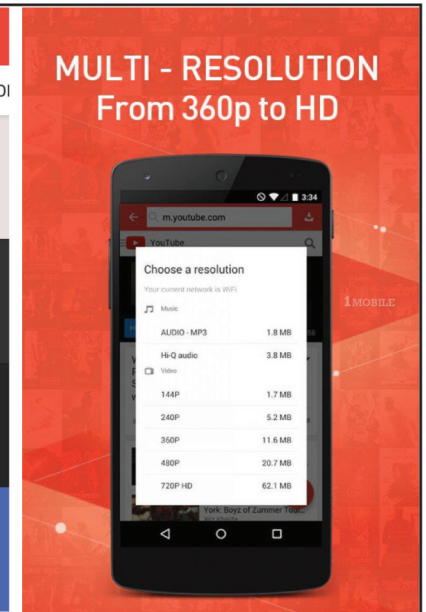 MULTI - RESOLUTION
From 360p to HD
3:34
m.youtube.com
YouTube
Choose a resolution
Your current network is WiFi
Music
AUDIO - MP3 1.8 MB
Hi-Q audio 3.8 MB
Video
144P 1.7 MB
240P 5.2 MB
360P 11.6 MB
480P 20.7 MB
720P HD 62.1 MB
York: Boyz of Zummer Tour...
1MOBILE